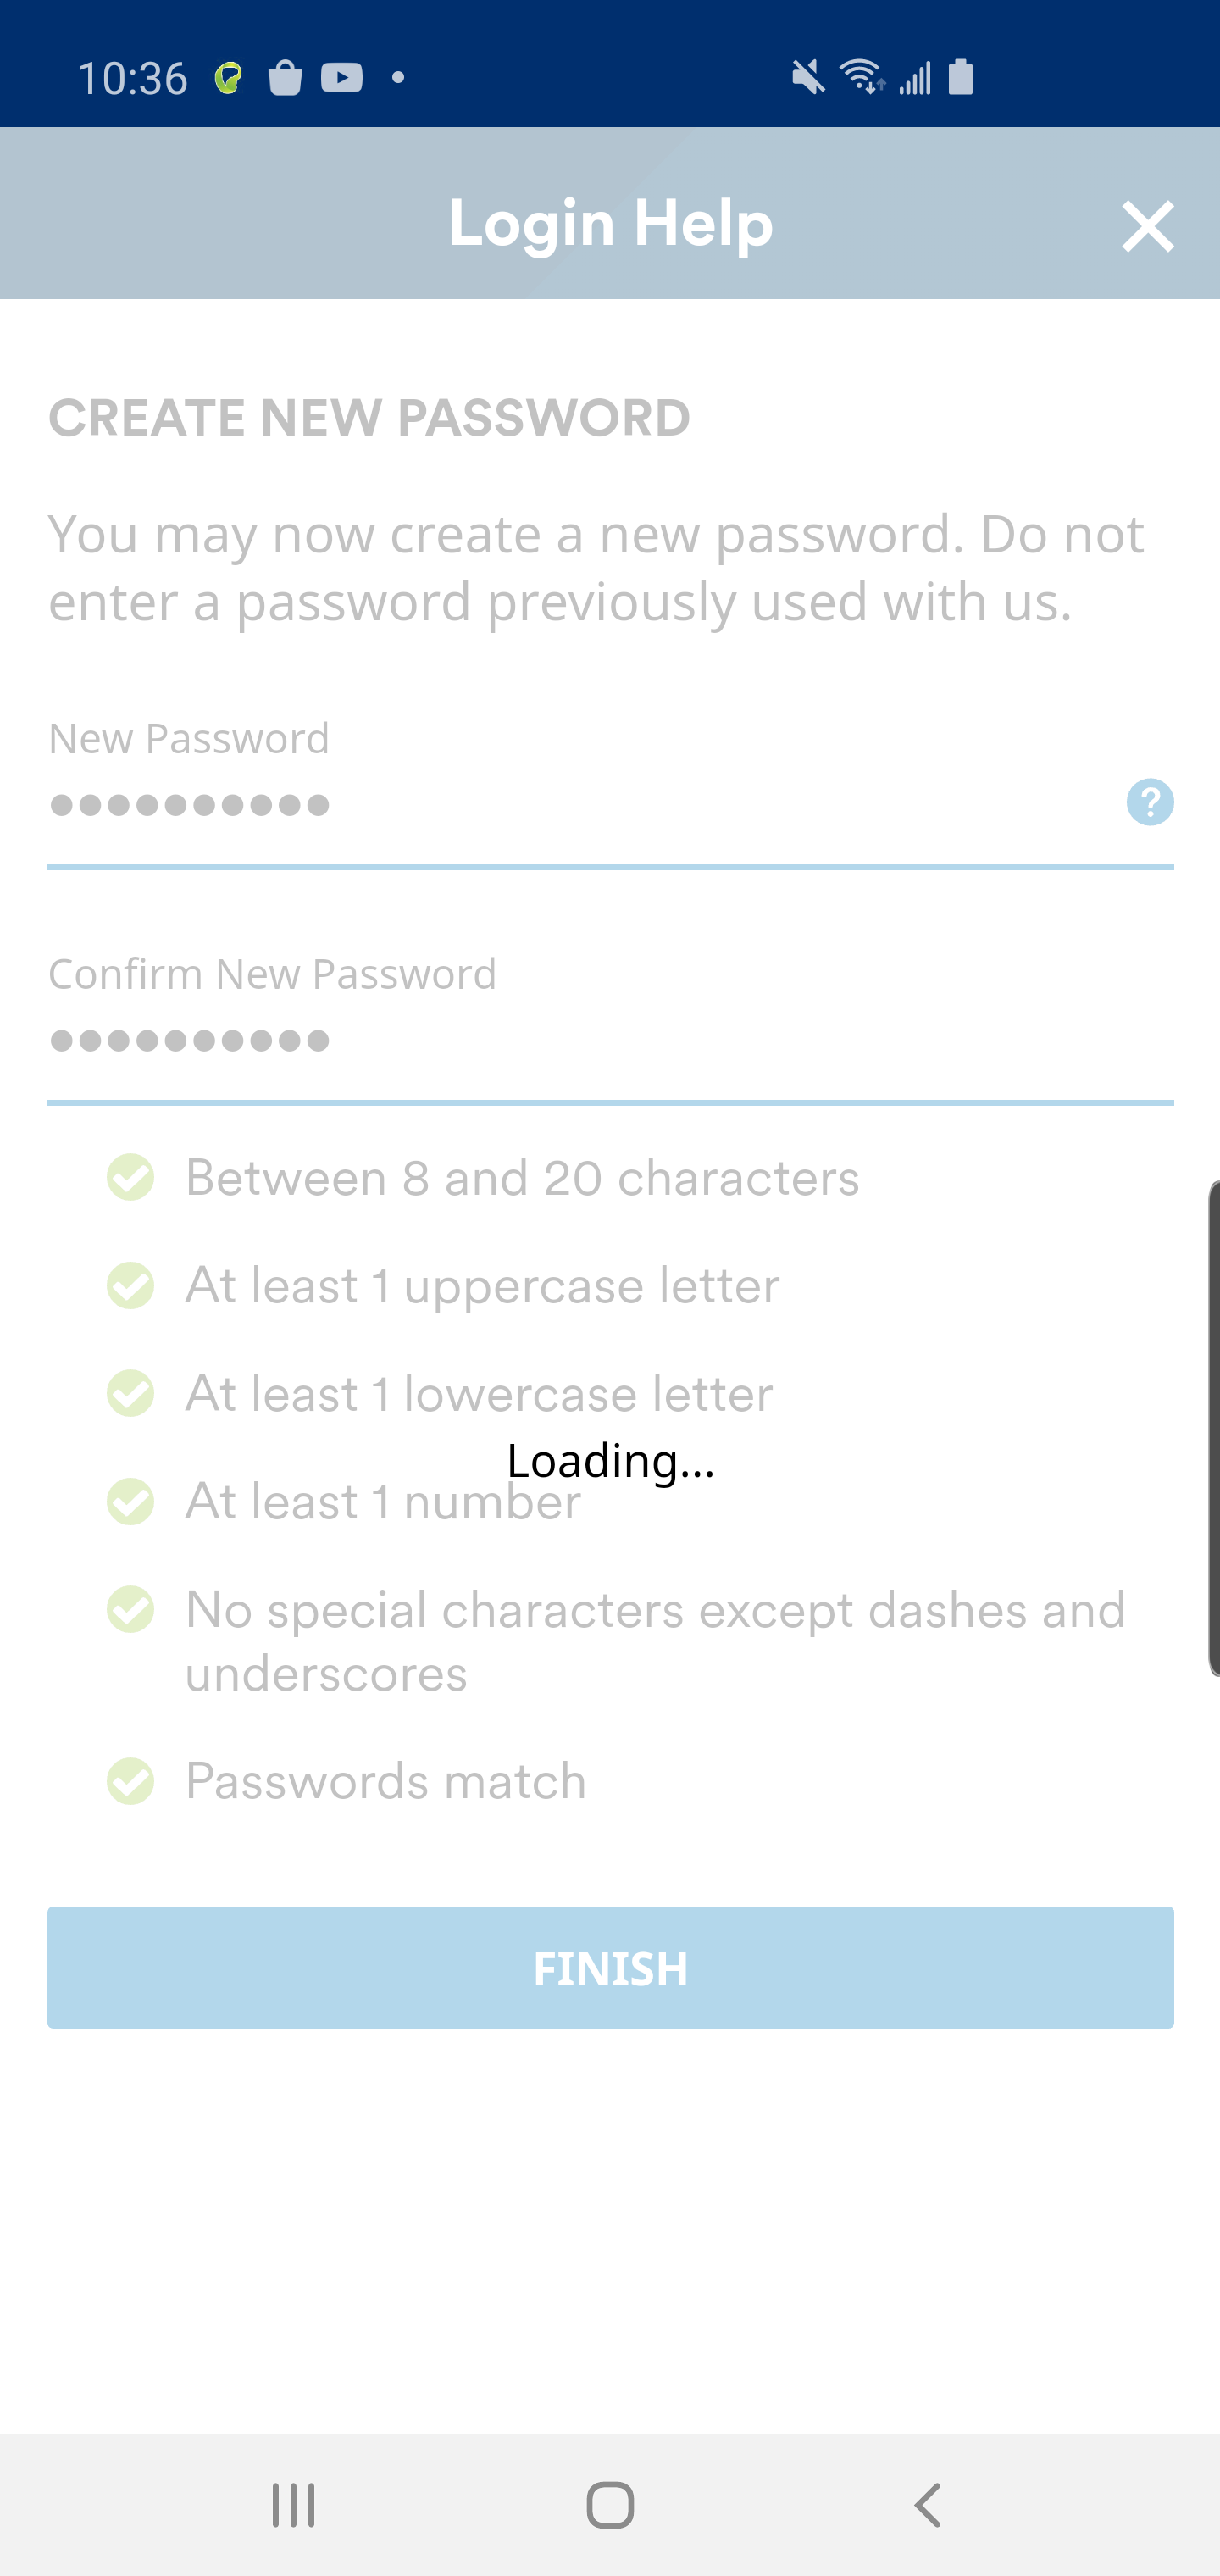 10:36
Login Help
CREATE NEW PASSWORD
You may now create a new password. Do not
enter a password previously used with us.
New Password
●●●●●●●●●●
?
Confirm New Password
●●●●●●●●●●
Between 8 and 20 characters
At least 1 uppercase letter
At least 1 lowercase letter
Loading...
At least 1 number
No special characters except dashes and
underscores
Passwords match
FINISH